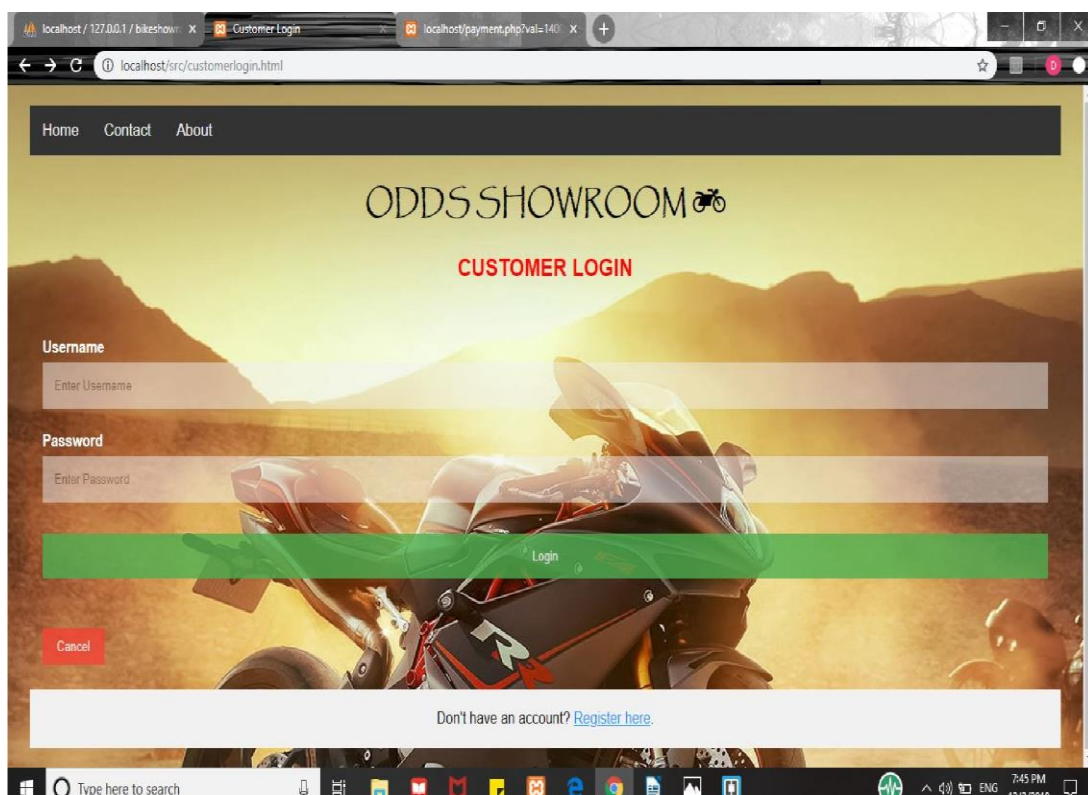 localhost / 127.0.0.1 / bikeshow
Customer Login
localhost/payment.php?val=140
localhost/src/customerlogin.html
D
Home Contact About
ODDS SHOWROOM
CUSTOMER LOGIN
Username
Enter Username
Password
Enter Password
Login
RR
Cancel
Don't have an account? Register here.
Type here to search
ENG
7:45 PM